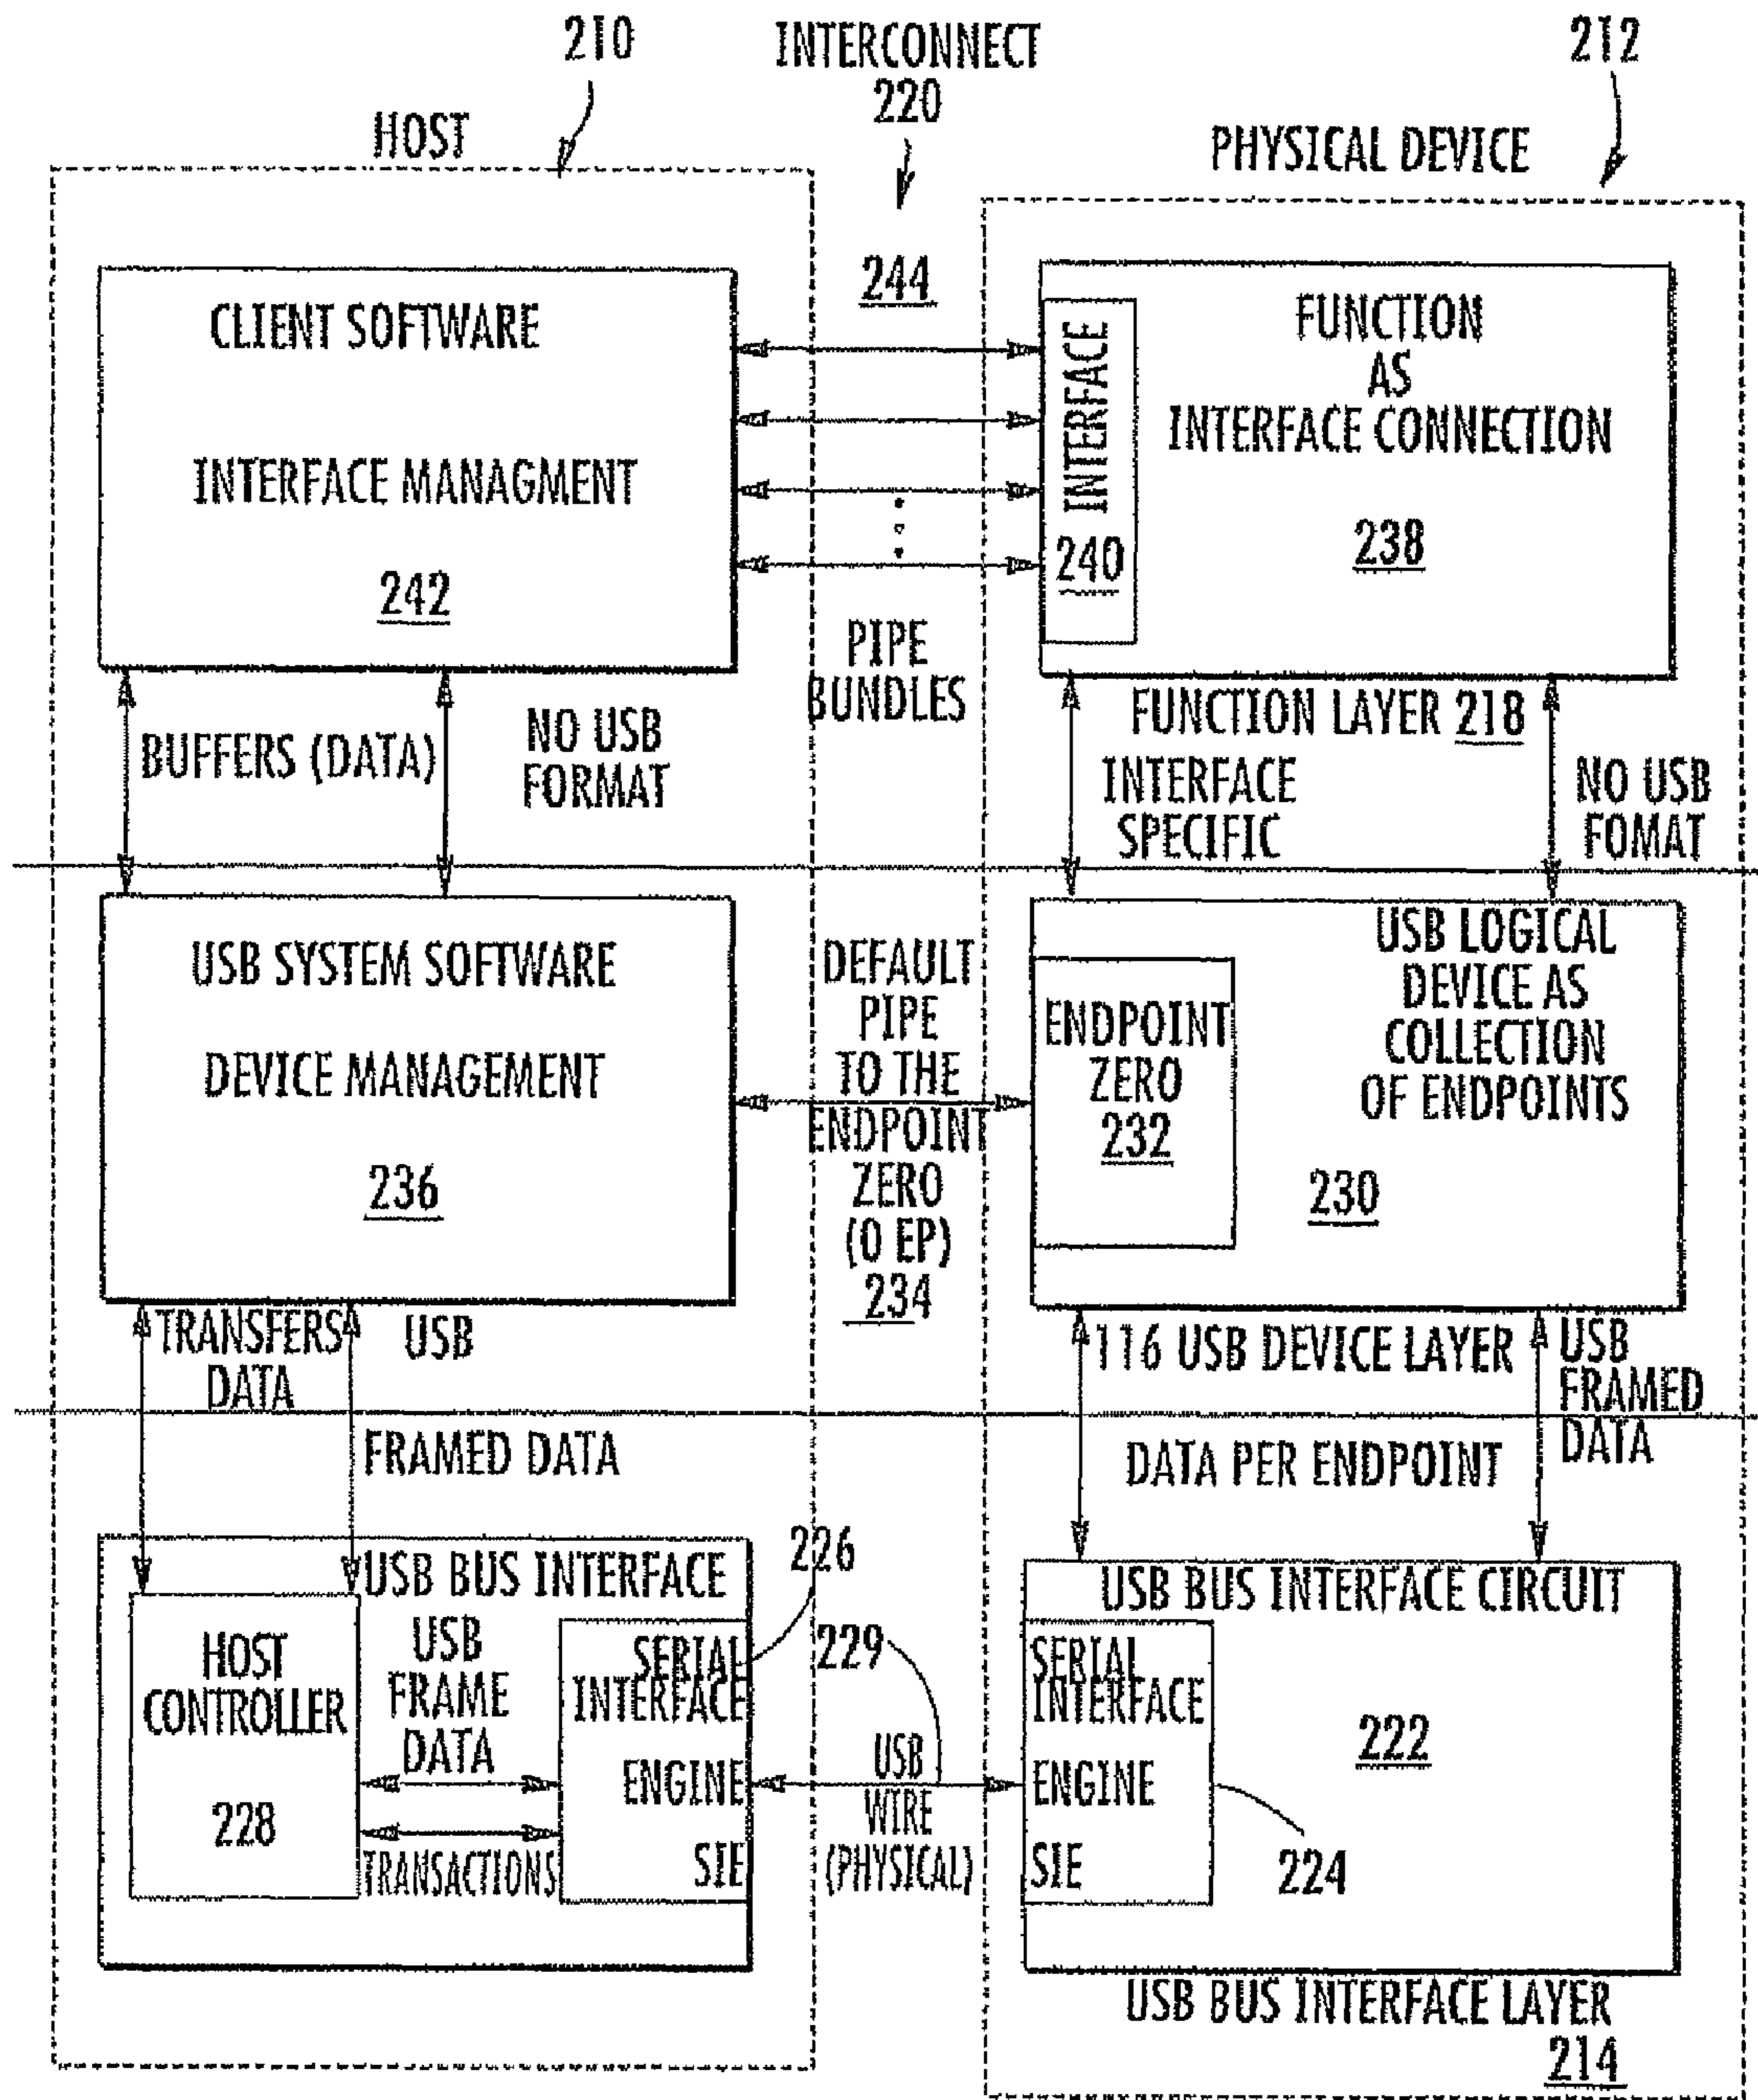 210
INTERCONNECT
220
212
HOST
PHYSICAL DEVICE
CLIENT SOFTWARE
INTERFACE MANAGMENT
242
244
PIPE
BUNDLES
INTERFACE
240
FUNCTION
AS
INTERFACE CONNECTION
238
BUFFERS (DATA)
NO USB
FORMAT
FUNCTION LAYER 218
INTERFACE
SPECIFIC
NO USB
FOMAT
USB SYSTEM SOFTWARE
DEVICE MANAGEMENT
236
DEFAULT
PIPE
TO THE
ENDPOINT
ZERO
(0 EP)
234
ENDPOINT
ZERO
232
USB LOGICAL
DEVICE AS
COLLECTION
OF ENDPOINTS
230
TRANSFERS
DATA
USB
FRAMED DATA
116 USB DEVICE LAYER
USB
FRAMED
DATA
DATA PER ENDPOINT
USB BUS INTERFACE
226
HOST
CONTROLLER
228
USB
FRAME
DATA
TRANSACTIONS
SERIAL
INTERFACE
ENGINE
SIE
229
USB
WIRE
(PHYSICAL)
USB BUS INTERFACE CIRCUIT
SERIAL
INTERFACE
ENGINE
SIE
222
224
USB BUS INTERFACE LAYER
214